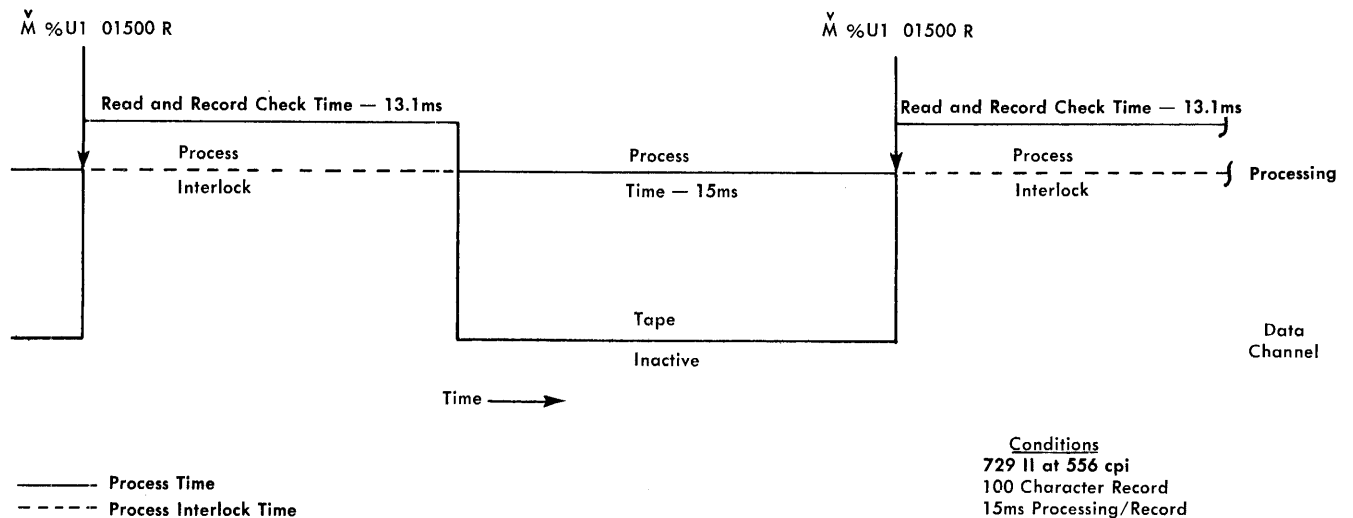 v
M %U1 01500 R
v
M %U1 01500 R
Read and Record Check Time — 13.1ms
Read and Record Check Time — 13.1ms
Process
Interlock
Process
Time — 15ms
Process
Interlock
Processing
Tape
Inactive
Data
Channel
Time
Process Time
Process Interlock Time
Conditions
729 II at 556 cpi
100 Character Record
15ms Processing/Record